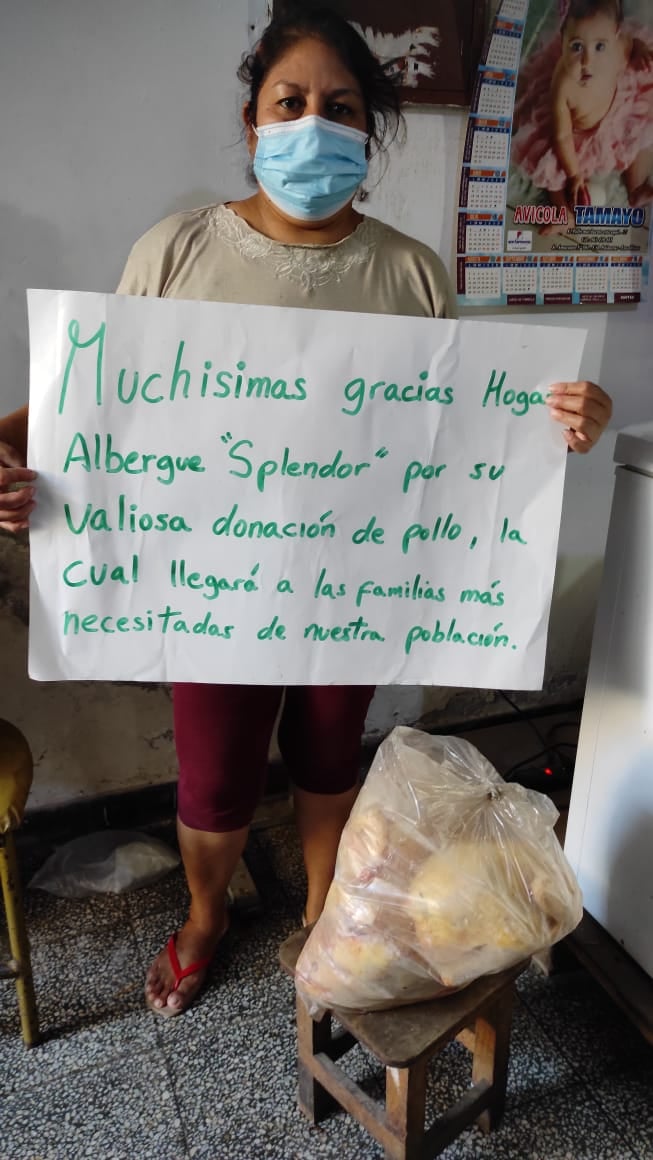 AVICOLA TAMAYO
Muchisimas gracias Hoga
Albergue "Splendor" por su
valiosa donación de pollo, la
cual llegará a las familias más
necesitadas de nuestra población.